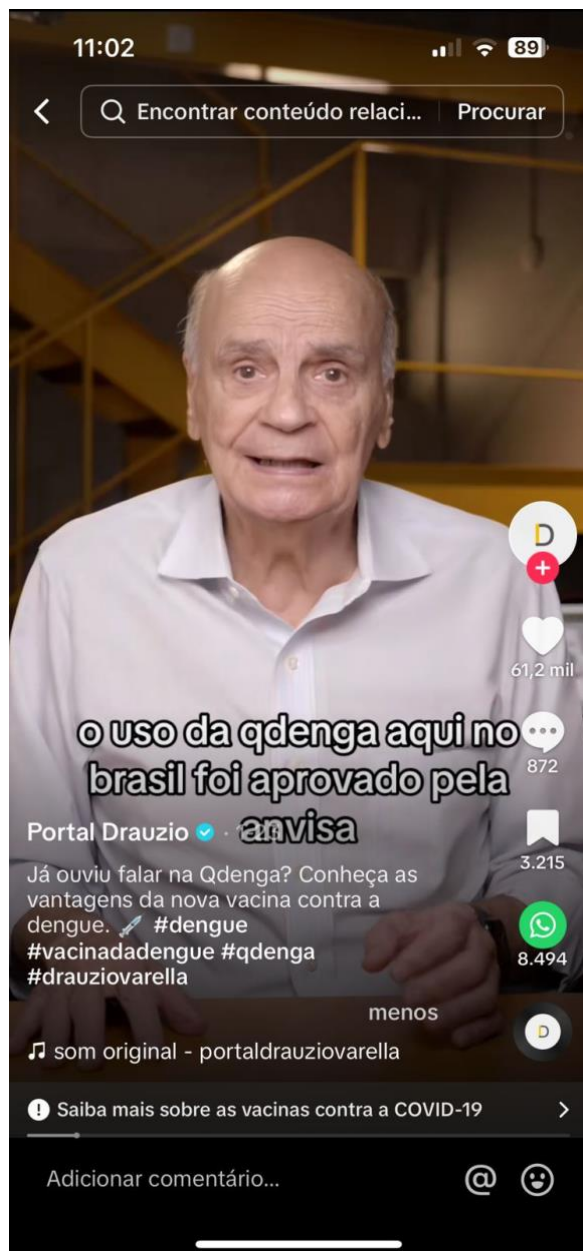 11:02
89
Encontrar conteúdo relaci... Procurar
D
61,2 mil
o uso da qdenga aqui no
brasil foi aprovado pela
anvisa
872
Portal Drauzio ·
3.215
Já ouviu falar na Qdenga? Conheça as
vantagens da nova vacina contra a
dengue. #dengue
#vacinadadengue #qdenga
#drauziovarella
8.494
menos
D
som original - portaldrauziovarella
Saiba mais sobre as vacinas contra a COVID-19
Adicionar comentário... @